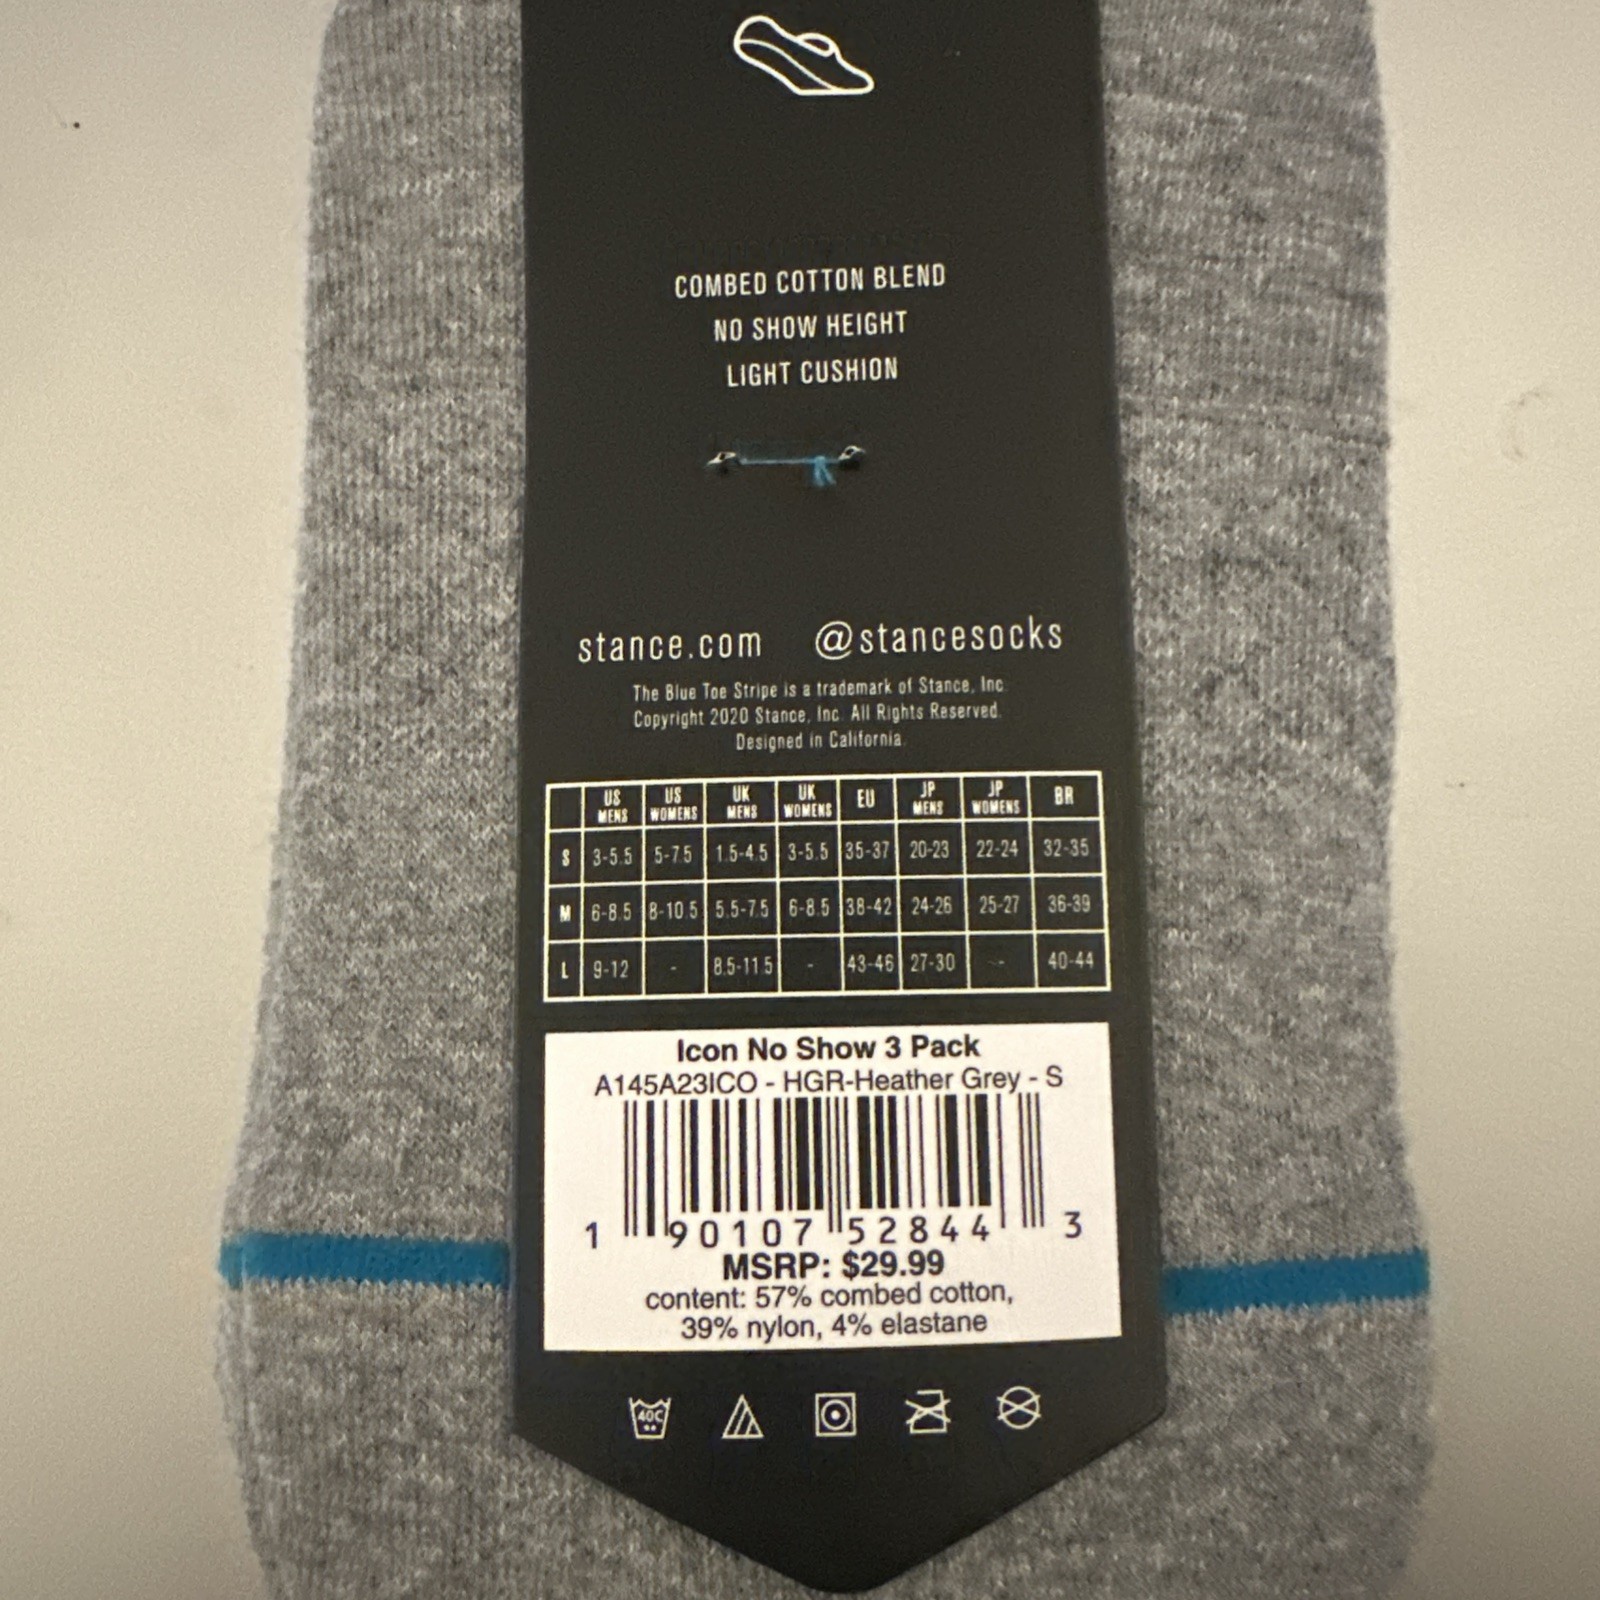 COMBED COTTON BLEND
NO SHOW HEIGHT
LIGHT CUSHION
stance.com @stancesocks
The Blue Toe Stripe is a trademark of Stance, Inc.
Copyright 2020 Stance, Inc. All Rights Reserved.
Designed in California.
US MENS US WOMENS UK MENS UK WOMENS EU JP MENS JP WOMENS BR
S 3-5.5 5-7.5 1.5-4.5 3-5.5 35-37 20-23 22-24 32-35
M 6-8.5 8-10.5 5.5-7.5 6-8.5 38-42 24-26 25-27 36-39
L 9-12 - 8.5-11.5 - 43-46 27-30 - 40-44
Icon No Show 3 Pack
A145A23ICO - HGR-Heather Grey - S
1 90107 52844 3
MSRP: $29.99
content: 57% combed cotton,
39% nylon, 4% elastane
40C